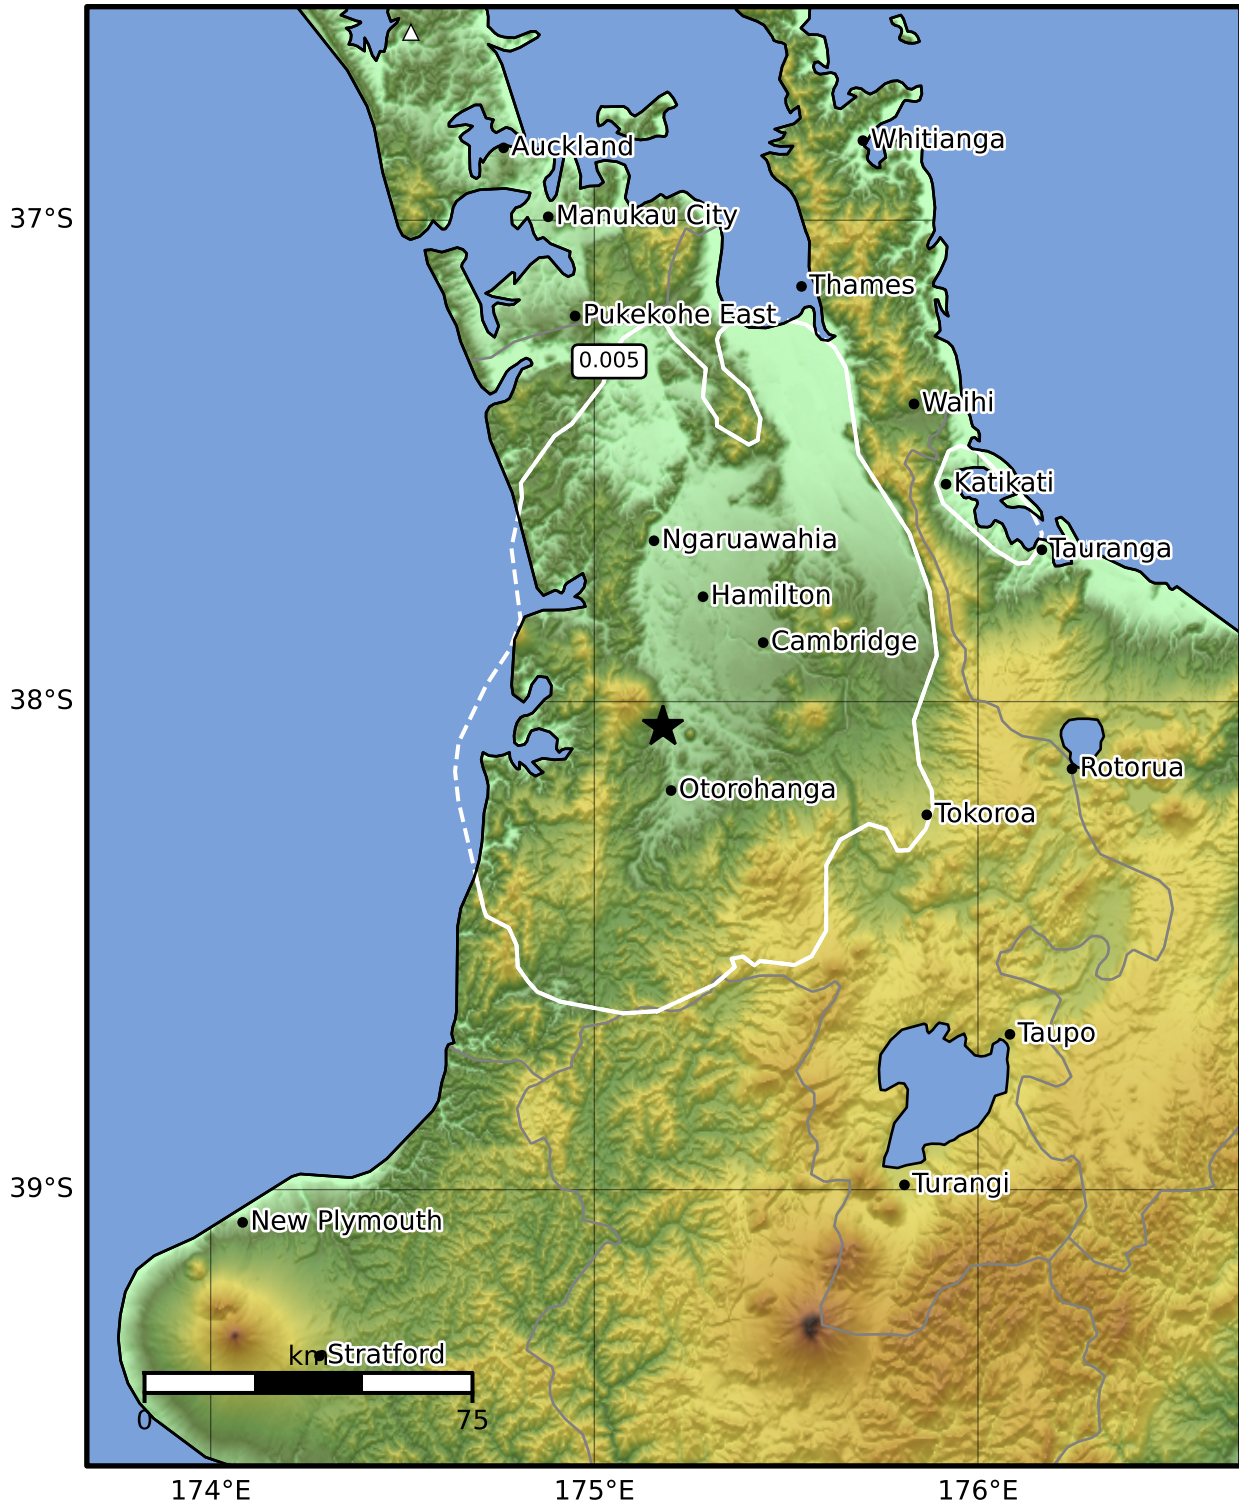 Whitianga
Auckland
37°S
Manukau City
Thames
Pukekohe East
0.005
Waihi
Katikati
Ngaruawahia
Tauranga
Hamilton
Cambridge
38°S
Rotorua
Otorohanga
Tokoroa
Taupo
39°S
Turangi
New Plymouth
km
Stratford
0
75
174°E
175°E
176°E